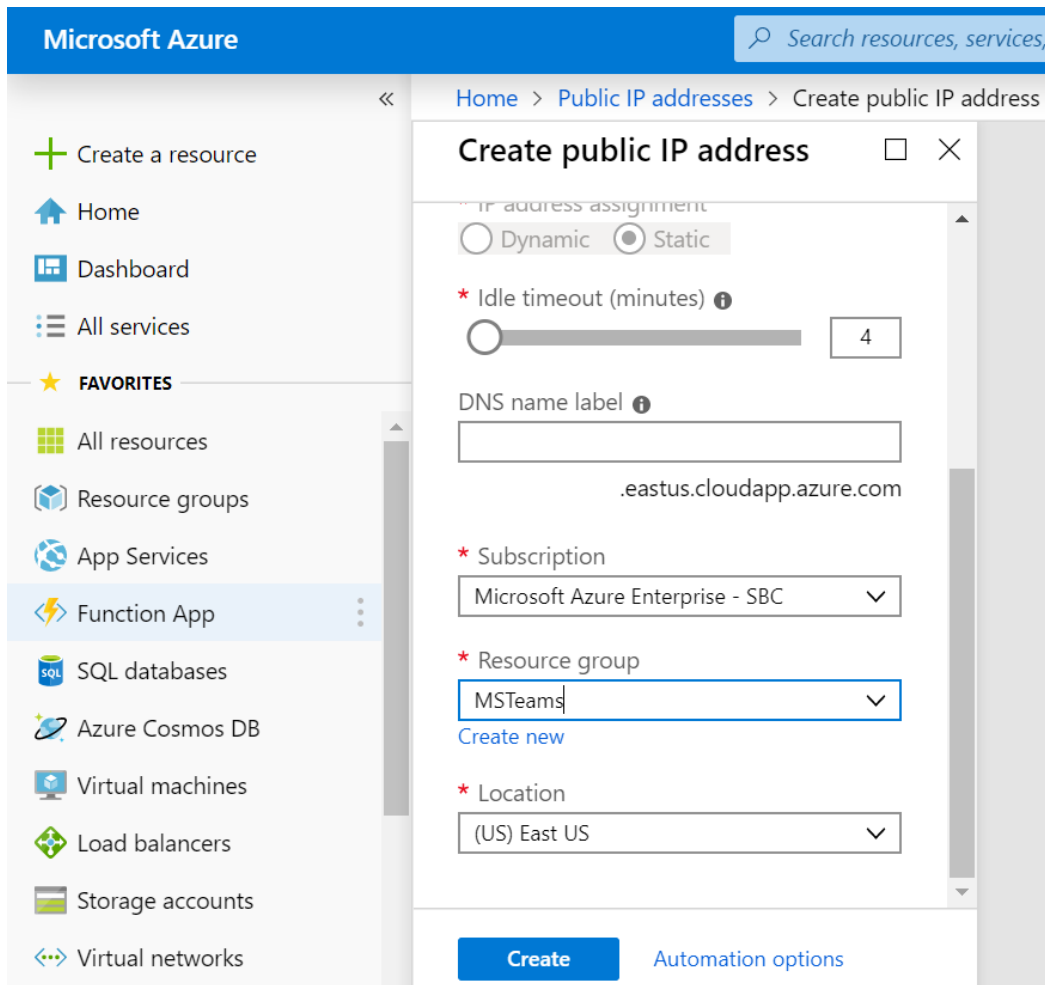 Microsoft Azure
Search resources, services,
«
Home > Public IP addresses > Create public IP address
Create a resource
Home
Dashboard
All services
FAVORITES
All resources
Resource groups
App Services
Function App
SQL databases
Azure Cosmos DB
Virtual machines
Load balancers
Storage accounts
Virtual networks
Create public IP address
* IP address assignment
Dynamic Static
* Idle timeout (minutes)
4
DNS name label
.eastus.cloudapp.azure.com
* Subscription
Microsoft Azure Enterprise - SBC
* Resource group
MSTeams
Create new
* Location
(US) East US
Create Automation options